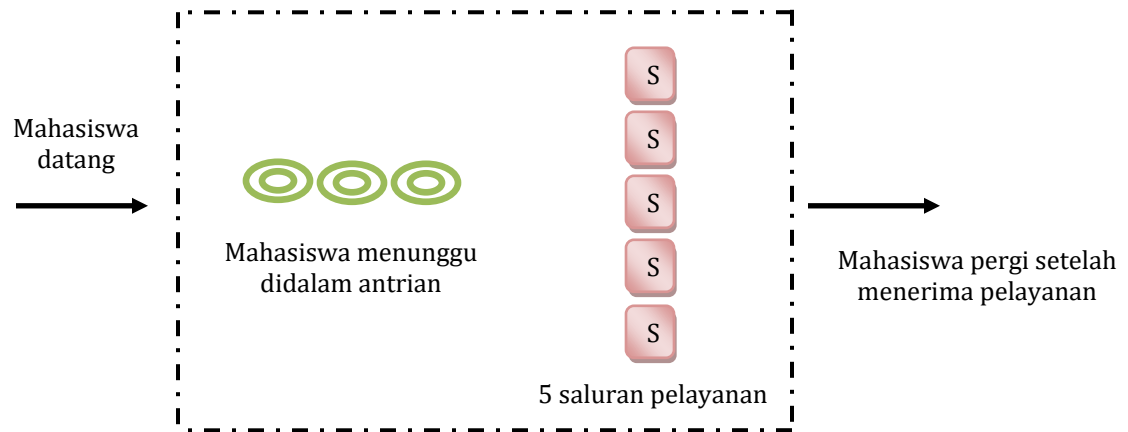 Mahasiswa
datang
Mahasiswa menunggu
didalam antrian
S
S
S
S
S
5 saluran pelayanan
Mahasiswa pergi setelah
menerima pelayanan